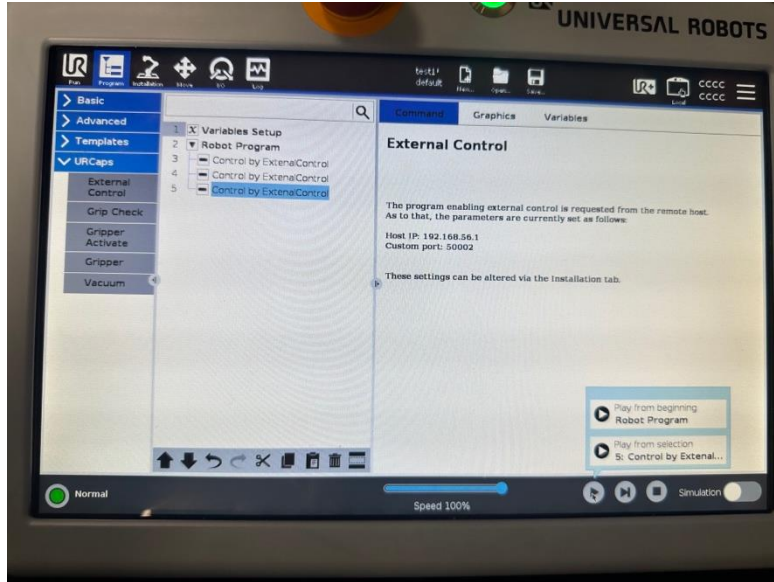 UNIVERSAL ROBOTS
Run
Program
Installation
Move
I/O
Log
test1'
default
New...
Open...
Save...
UR+
Local
CCCC
CCCC
Basic
Advanced
Templates
URCaps
External
Control
Grip Check
Gripper
Activate
Gripper
Vacuum
1 X Variables Setup
2 Robot Program
3 Control by ExtenalControl
4 Control by ExtenalControl
5 Control by ExtenalControl
Command
Graphics
Variables
External Control
The program enabling external control is requested from the remote host.
As to that, the parameters are currently set as follows:
Host IP: 192.168.56.1
Custom port: 50002
These settings can be altered via the Installation tab.
Play from beginning
Robot Program
Play from selection
5: Control by Extenal...
Normal
Speed 100%
Simulation